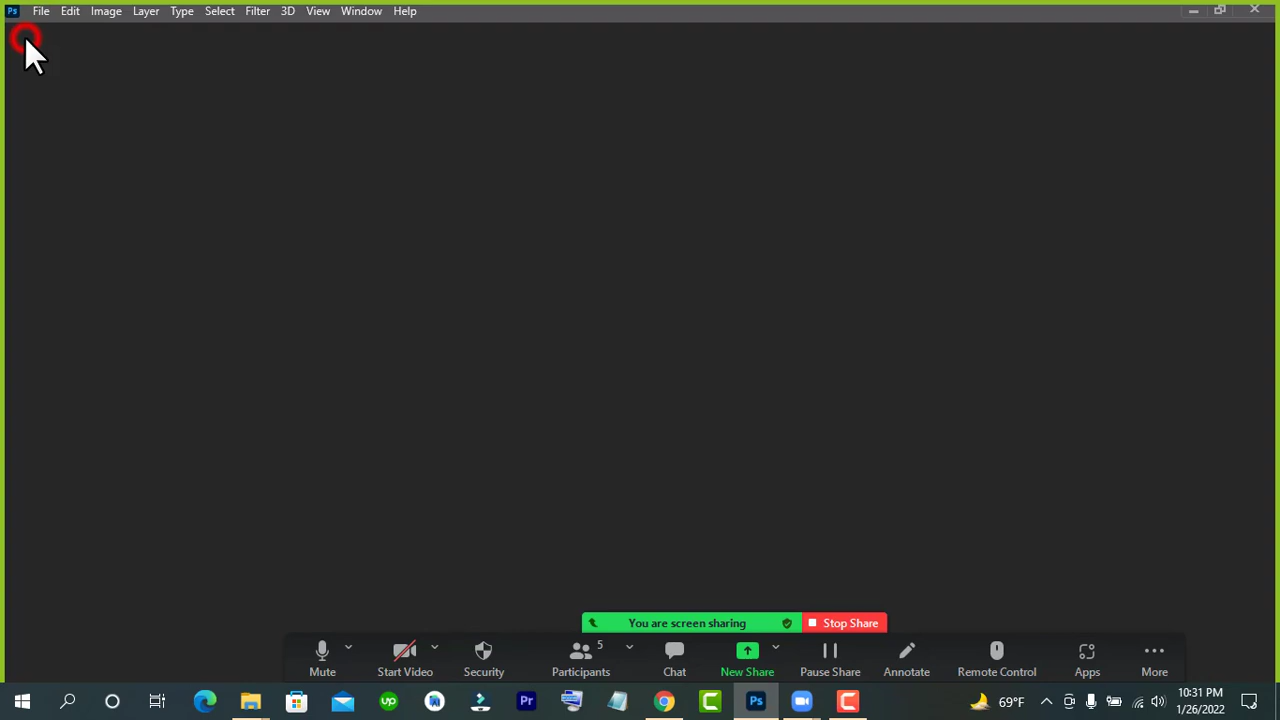 Ps File Edit Image Layer Type Select Filter 3D View Window Help
You are screen sharing Stop Share
5
Mute Start Video Security Participants Chat New Share Pause Share Annotate Remote Control Apps More
up Pr Ps 69°F 10:31 PM
1/26/2022